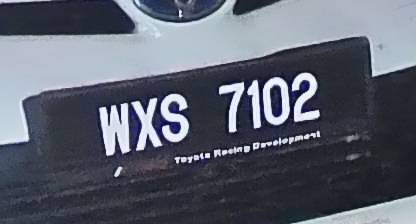 WXS 7102
Toyota Racing Development